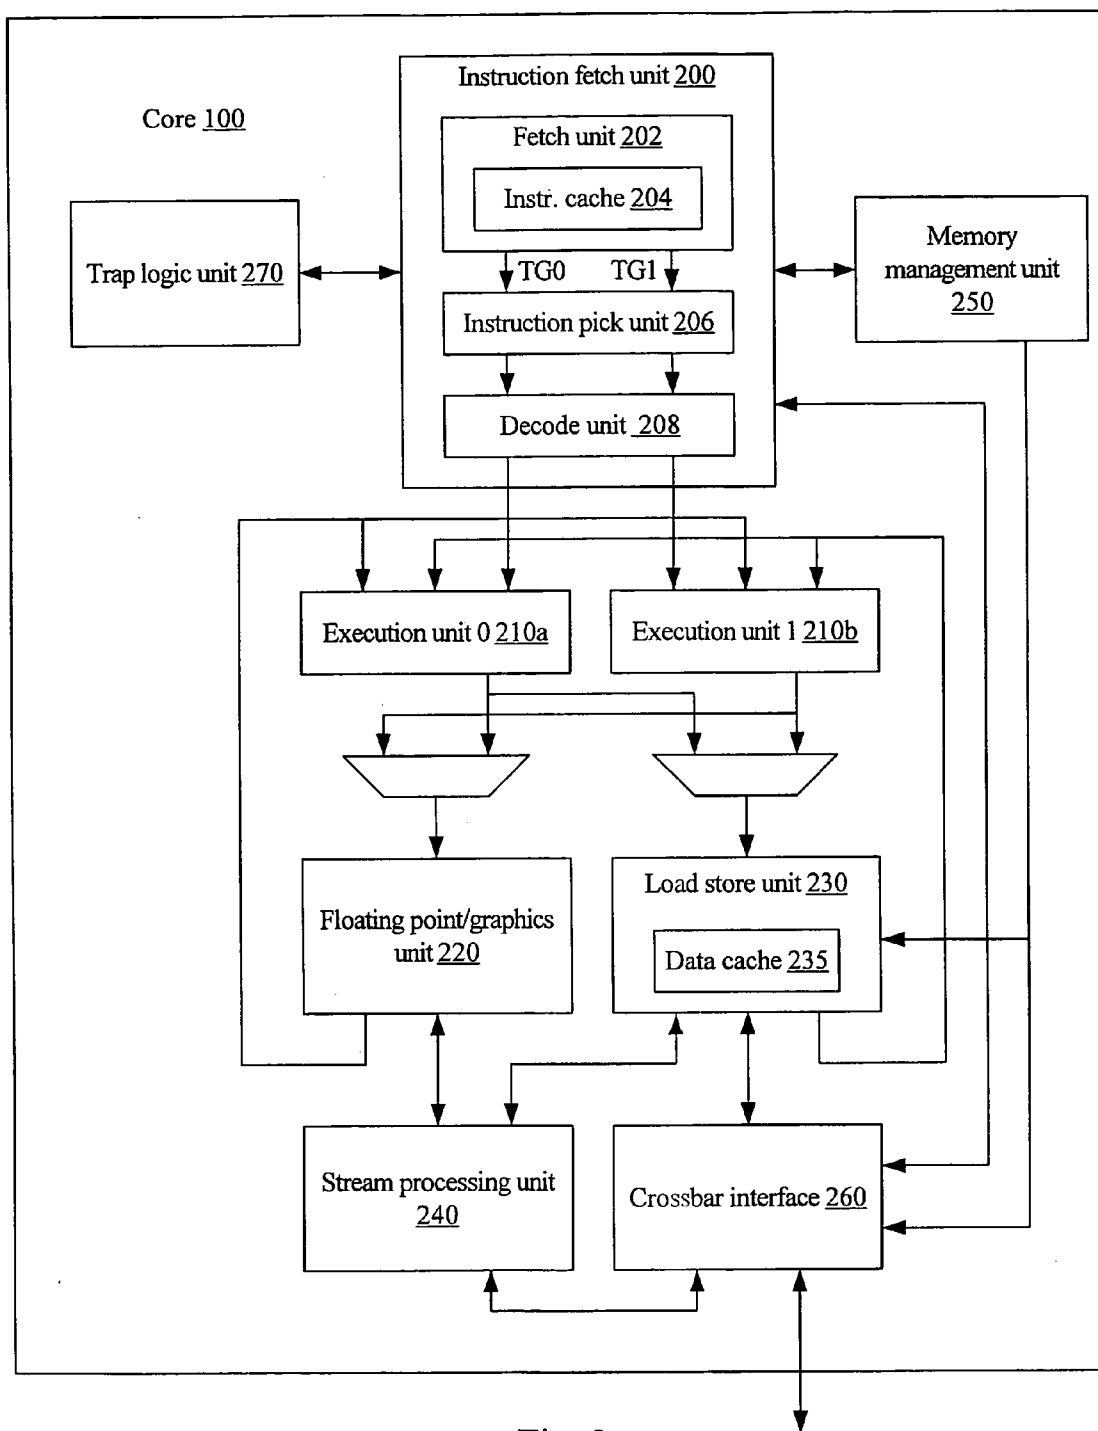 Instruction fetch unit 200
Core 100
Fetch unit 202
Instr. cache 204
Trap logic unit 270
Memory
management unit
250
TG0 TG1
Instruction pick unit 206
Decode unit 208
Execution unit 0 210a
Execution unit 1 210b
Floating point/graphics
unit 220
Load store unit 230
Data cache 235
Stream processing unit
240
Crossbar interface 260